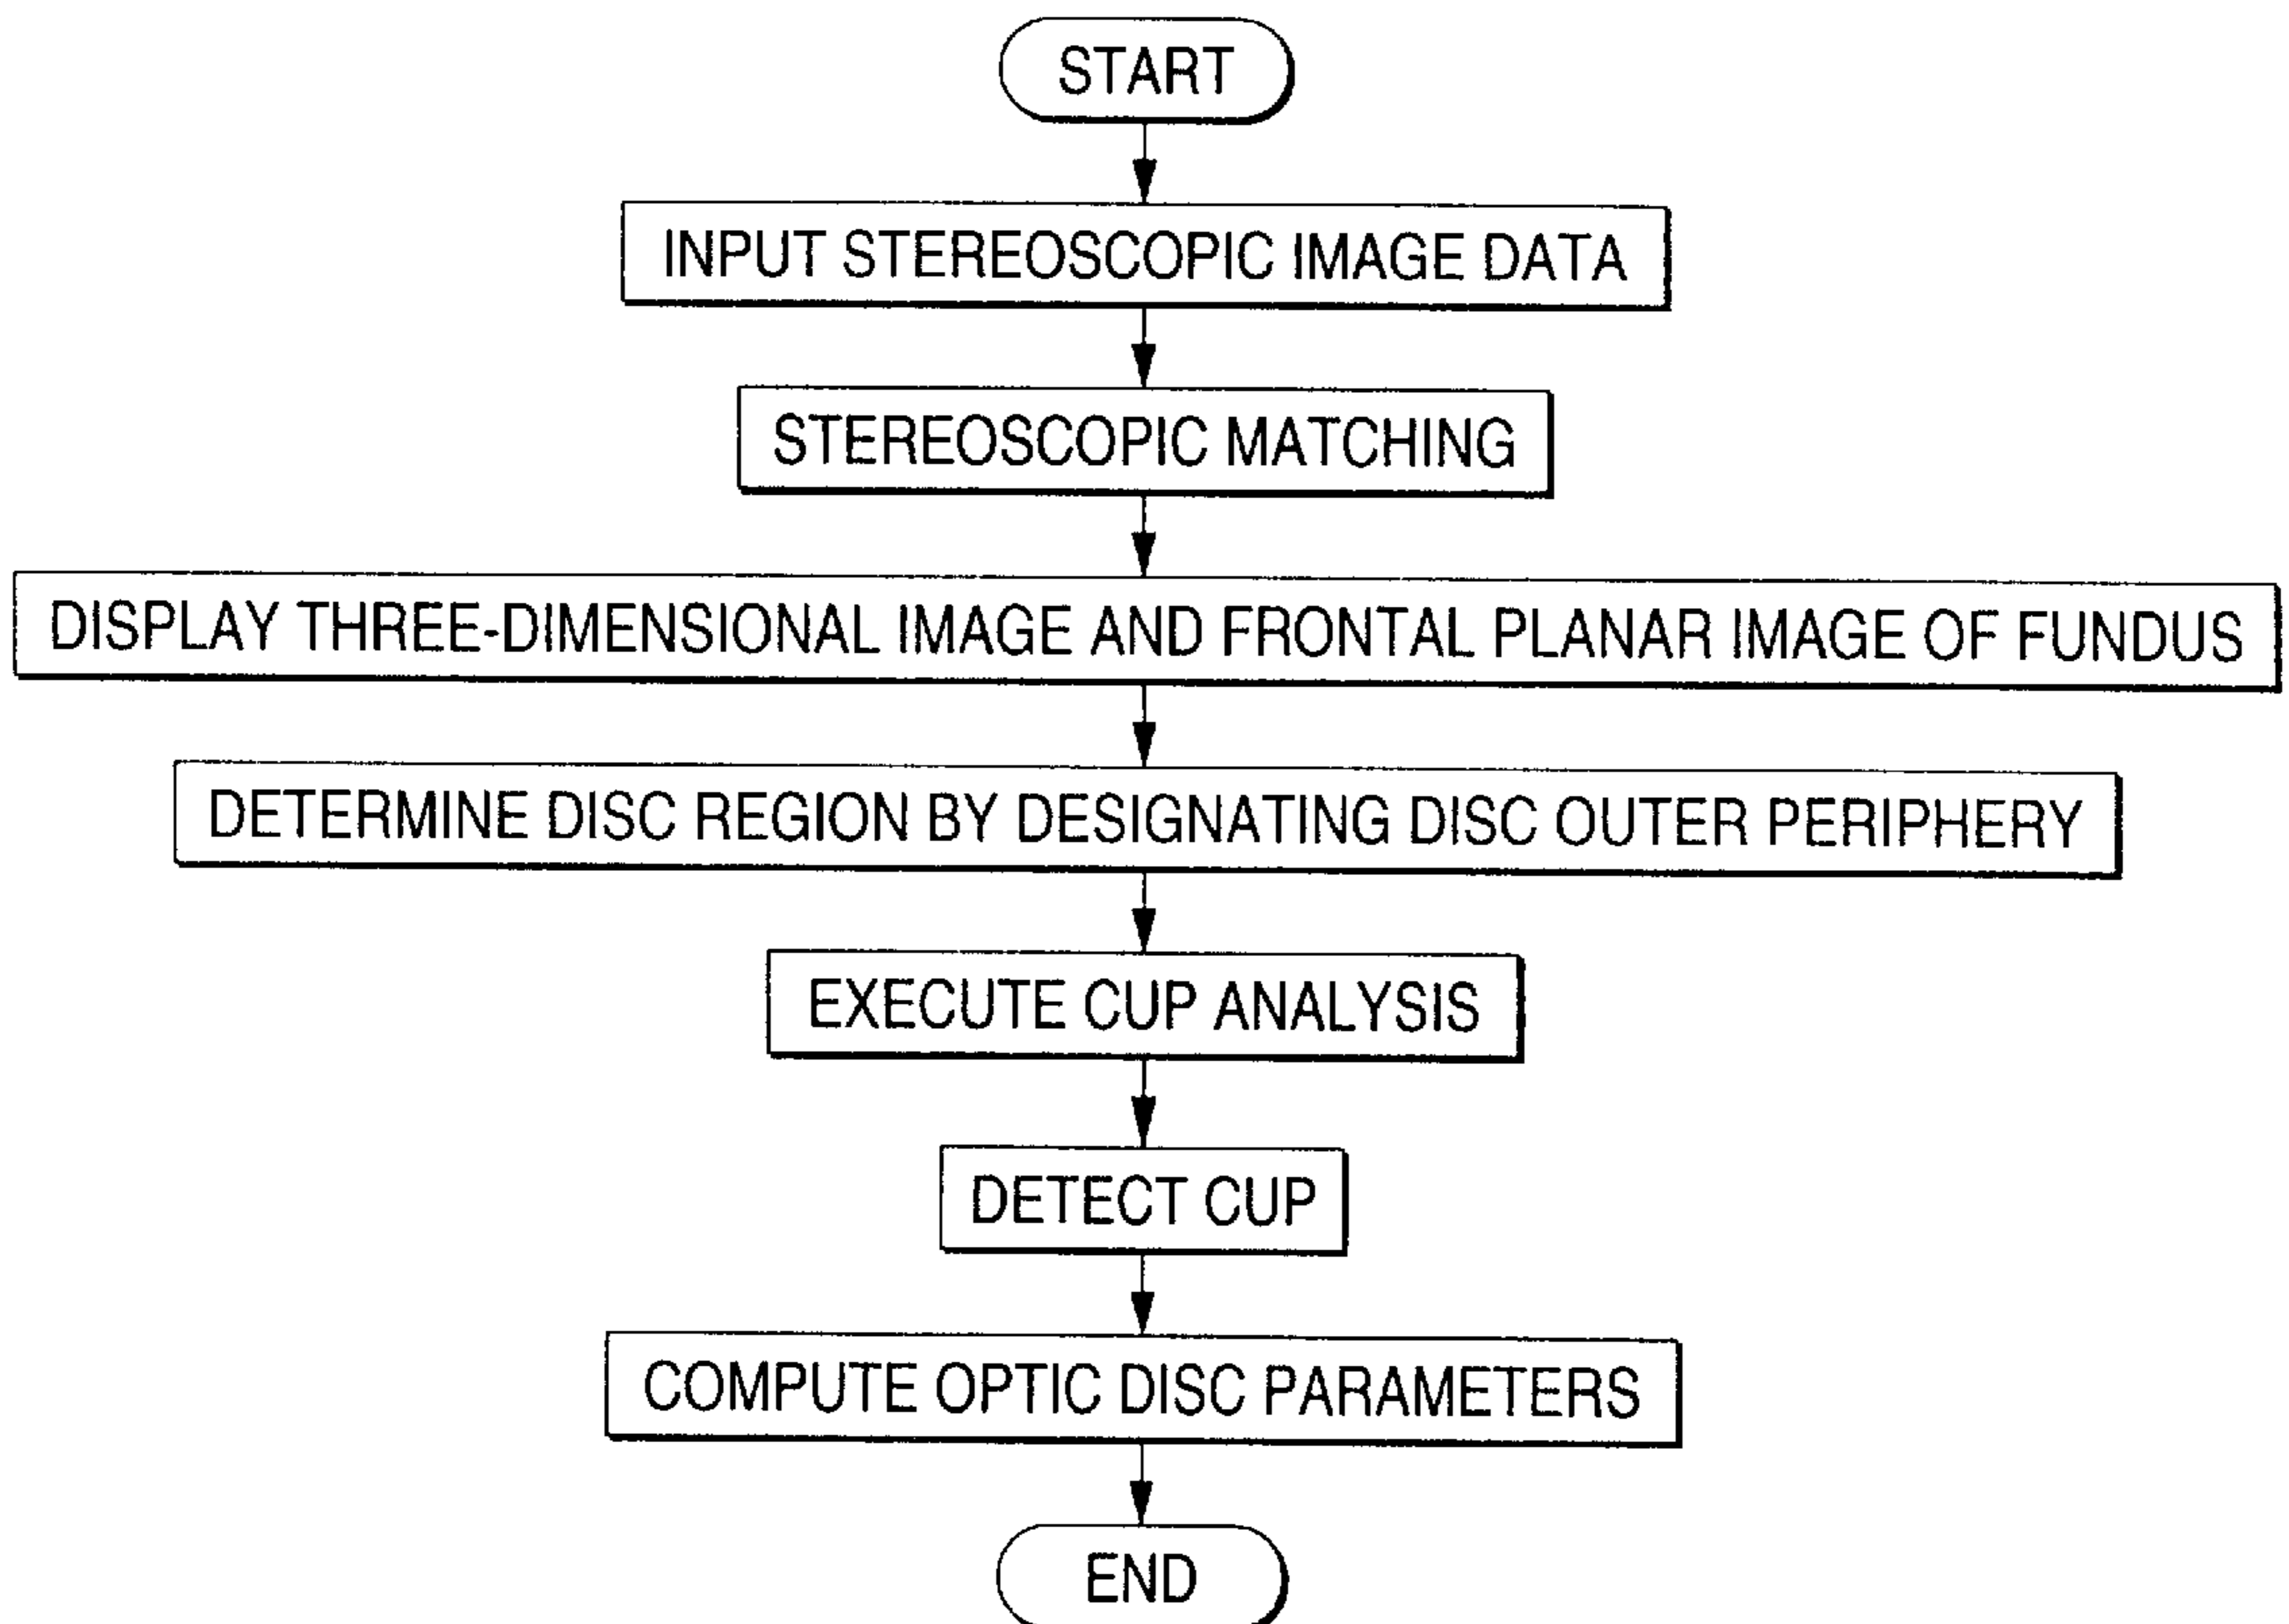 START
INPUT STEREOSCOPIC IMAGE DATA
STEREOSCOPIC MATCHING
DISPLAY THREE-DIMENSIONAL IMAGE AND FRONTAL PLANAR IMAGE OF FUNDUS
DETERMINE DISC REGION BY DESIGNATING DISC OUTER PERIPHERY
EXECUTE CUP ANALYSIS
DETECT CUP
COMPUTE OPTIC DISC PARAMETERS
END